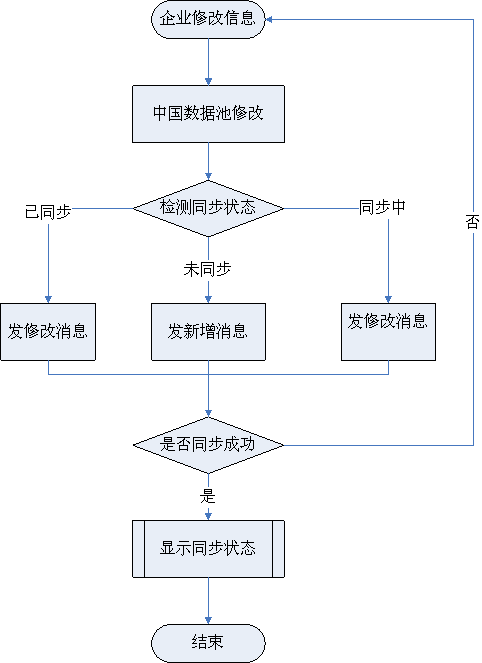 企业修改信息
中国数据池修改
检测同步状态
已同步
同步中
否
未同步
发修改消息
发新增消息
发修改消息
是否同步成功
是
显示同步状态
结束